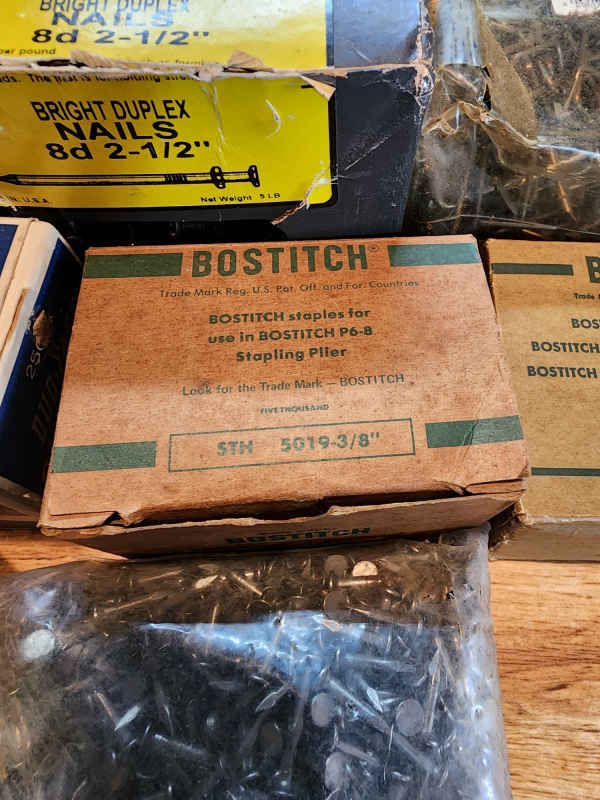 BRIGHT DUPLEX
NAILS
8d 2-1/2"
per pound
BRIGHT DUPLEX
NAILS
8d 2-1/2"
U.S.A.
Net Weight 5 LB
BOSTITCH®
Trade Mark Reg. U.S. Pat. Off. and For. Countries
BOSTITCH staples for
use in BOSTITCH P6-8
Stapling Plier
Look for the Trade Mark — BOSTITCH
FIVE THOUSAND
STH 5019-3/8"
BOSTITCH
B
Trade
BOS
BOSTITCH
BOSTITCH